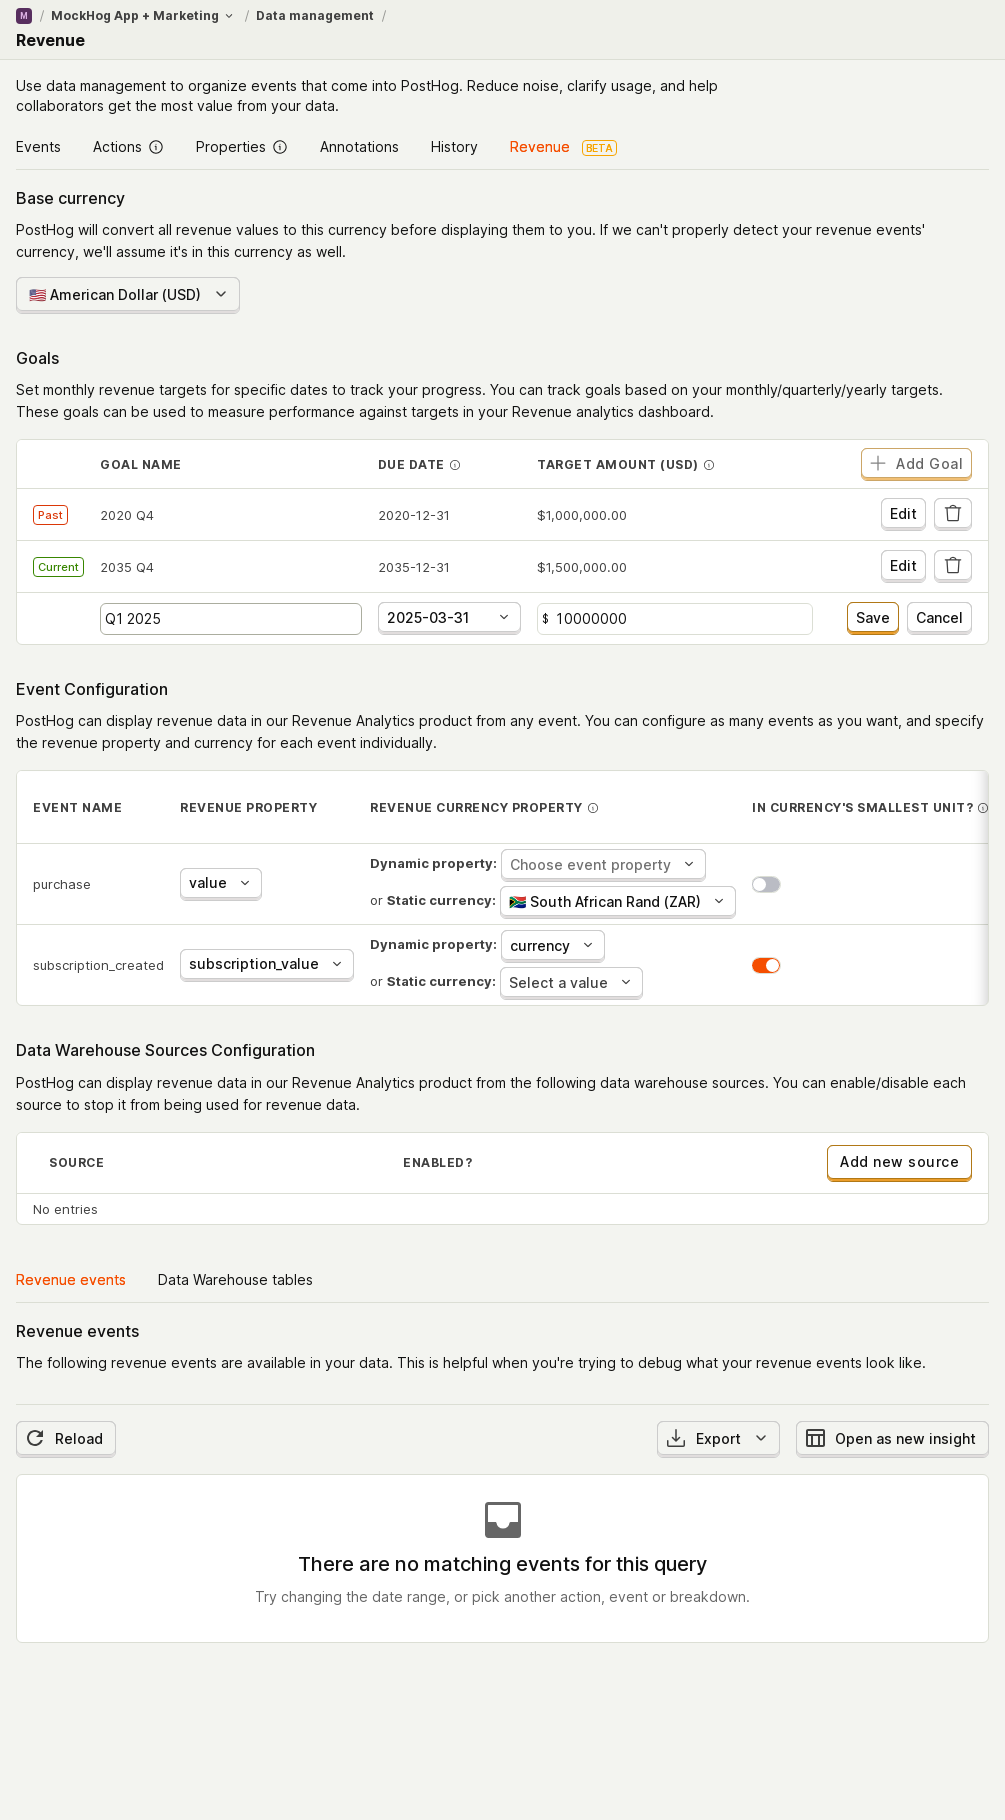 M / MockHog App + Marketing / Data management /
Revenue
Use data management to organize events that come into PostHog. Reduce noise, clarify usage, and help
collaborators get the most value from your data.
Events Actions Properties Annotations History Revenue BETA
Base currency
PostHog will convert all revenue values to this currency before displaying them to you. If we can't properly detect your revenue events'
currency, we'll assume it's in this currency as well.
🇺🇸 American Dollar (USD)
Goals
Set monthly revenue targets for specific dates to track your progress. You can track goals based on your monthly/quarterly/yearly targets.
These goals can be used to measure performance against targets in your Revenue analytics dashboard.
GOAL NAME DUE DATE TARGET AMOUNT (USD) Add Goal
Past 2020 Q4 2020-12-31 $1,000,000.00 Edit
Current 2035 Q4 2035-12-31 $1,500,000.00 Edit
Q1 2025 2025-03-31 $ 10000000 Save Cancel
Event Configuration
PostHog can display revenue data in our Revenue Analytics product from any event. You can configure as many events as you want, and specify
the revenue property and currency for each event individually.
EVENT NAME REVENUE PROPERTY REVENUE CURRENCY PROPERTY IN CURRENCY'S SMALLEST UNIT?
purchase value Dynamic property: Choose event property
or Static currency: 🇿🇦 South African Rand (ZAR)
subscription_created subscription_value Dynamic property: currency
or Static currency: Select a value
Data Warehouse Sources Configuration
PostHog can display revenue data in our Revenue Analytics product from the following data warehouse sources. You can enable/disable each
source to stop it from being used for revenue data.
SOURCE ENABLED? Add new source
No entries
Revenue events Data Warehouse tables
Revenue events
The following revenue events are available in your data. This is helpful when you're trying to debug what your revenue events look like.
Reload Export Open as new insight
There are no matching events for this query
Try changing the date range, or pick another action, event or breakdown.